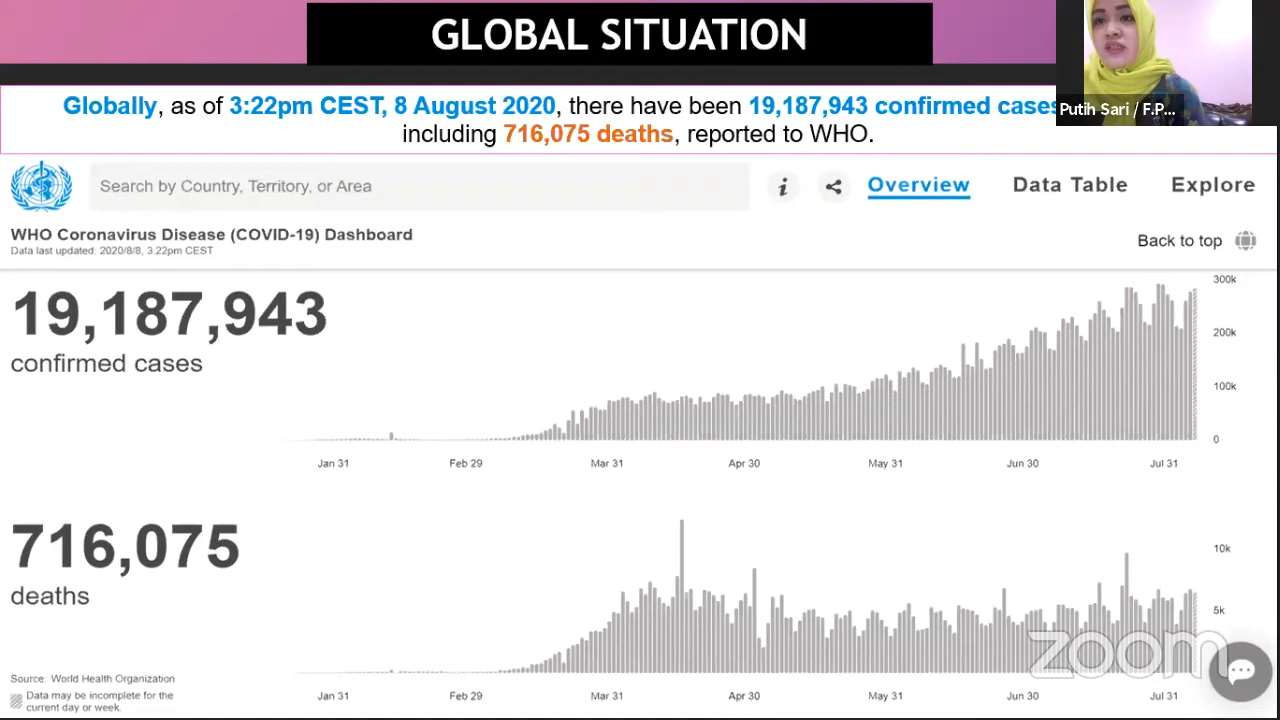 GLOBAL SITUATION
Globally, as of 3:22pm CEST, 8 August 2020, there have been 19,187,943 confirmed cases
including 716,075 deaths, reported to WHO.
Putih Sari / F.P...
Search by Country, Territory, or Area
i
Overview
Data Table
Explore
WHO Coronavirus Disease (COVID-19) Dashboard
Data last updated: 2020/8/8, 3:22pm CEST
Back to top
19,187,943
confirmed cases
300k
200k
100k
0
Jan 31 Feb 29 Mar 31 Apr 30 May 31 Jun 30 Jul 31
716,075
deaths
10k
5k
zoom
Source: World Health Organization
Data may be incomplete for the
current day or week.
Jan 31 Feb 29 Mar 31 Apr 30 May 31 Jun 30 Jul 31